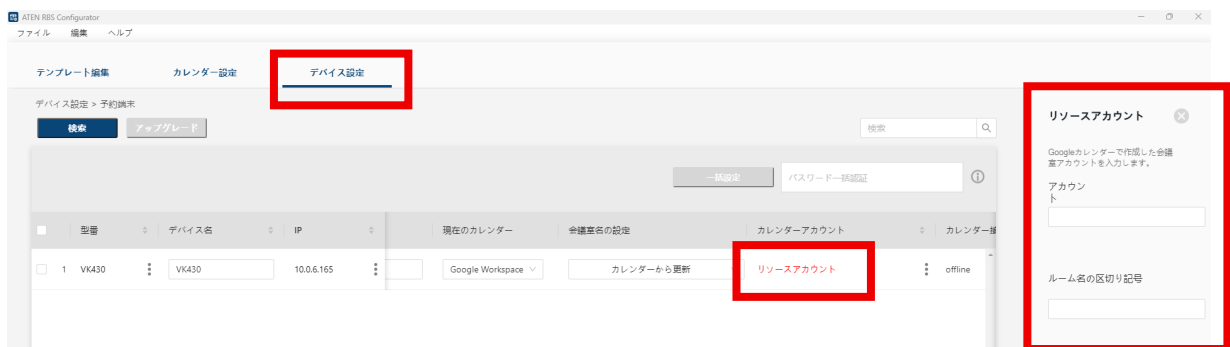 ATEN RBS Configurator
ファイル 編集 ヘルプ
テンプレート編集 カレンダー設定 デバイス設定
デバイス設定 > 予約端末
検索 アップグレード 検索
一括設定 パスワード一括認証
型番 デバイス名 IP 現在のカレンダー 会議室名の設定 カレンダーアカウント カレンダー接
1 VK430 VK430 10.0.6.165 Google Workspace カレンダーから更新 リソースアカウント offline
リソースアカウント
Googleカレンダーで作成した会議
室アカウントを入力します。
アカウン
ト
ルーム名の区切り記号